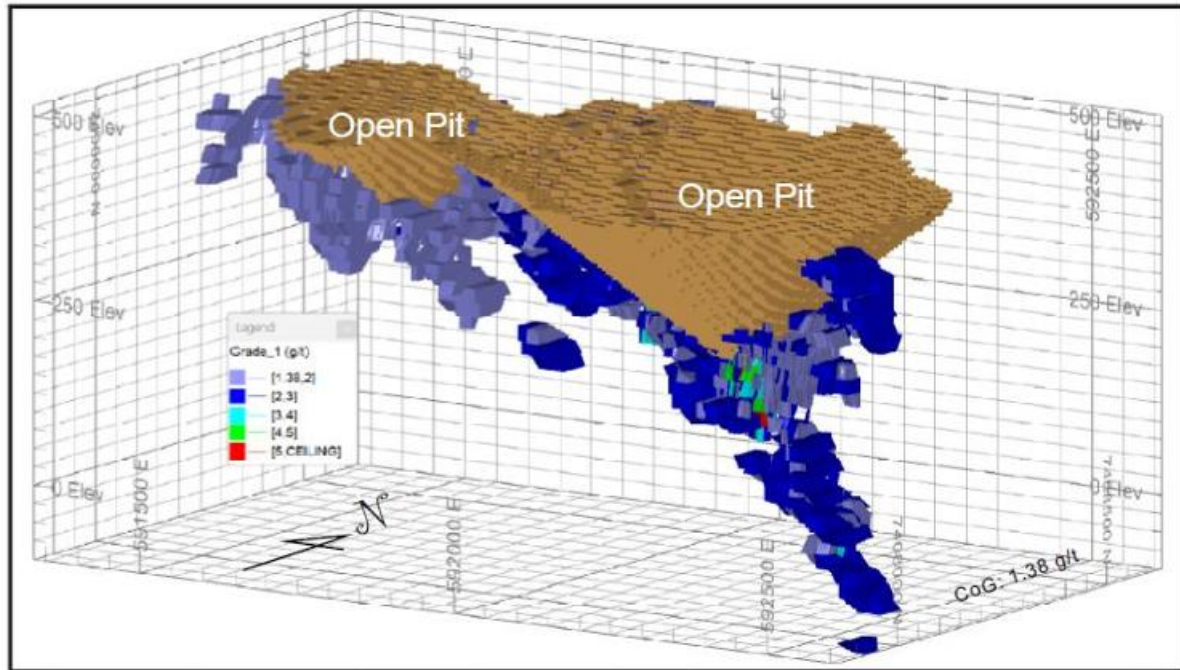 500 Elev
500 Elev
Open Pit
Open Pit
592500 E
250 Elev
250 Elev
Legend
Grade_1 (g/t)
[1.38,2]
[2,3]
[3,4]
[4,5]
[5,CEILING]
0 Elev
0 Elev
591500 E
N
592000 E
592500 E
CoG: 1.38 g/t